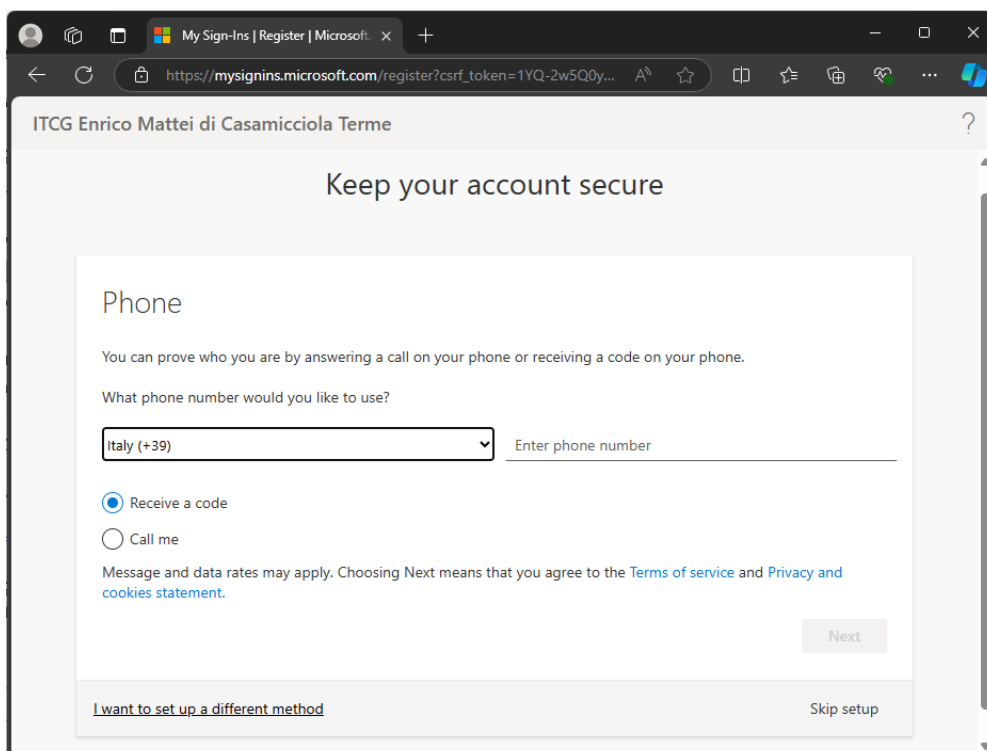 My Sign-Ins | Register | Microsoft
https://mysignins.microsoft.com/register?csrf_token=1YQ-2w5Q0y...
ITCG Enrico Mattei di Casamicciola Terme
?
Keep your account secure
Phone
You can prove who you are by answering a call on your phone or receiving a code on your phone.
What phone number would you like to use?
Italy (+39) Enter phone number
Receive a code
Call me
Message and data rates may apply. Choosing Next means that you agree to the Terms of service and Privacy and
cookies statement.
Next
I want to set up a different method Skip setup